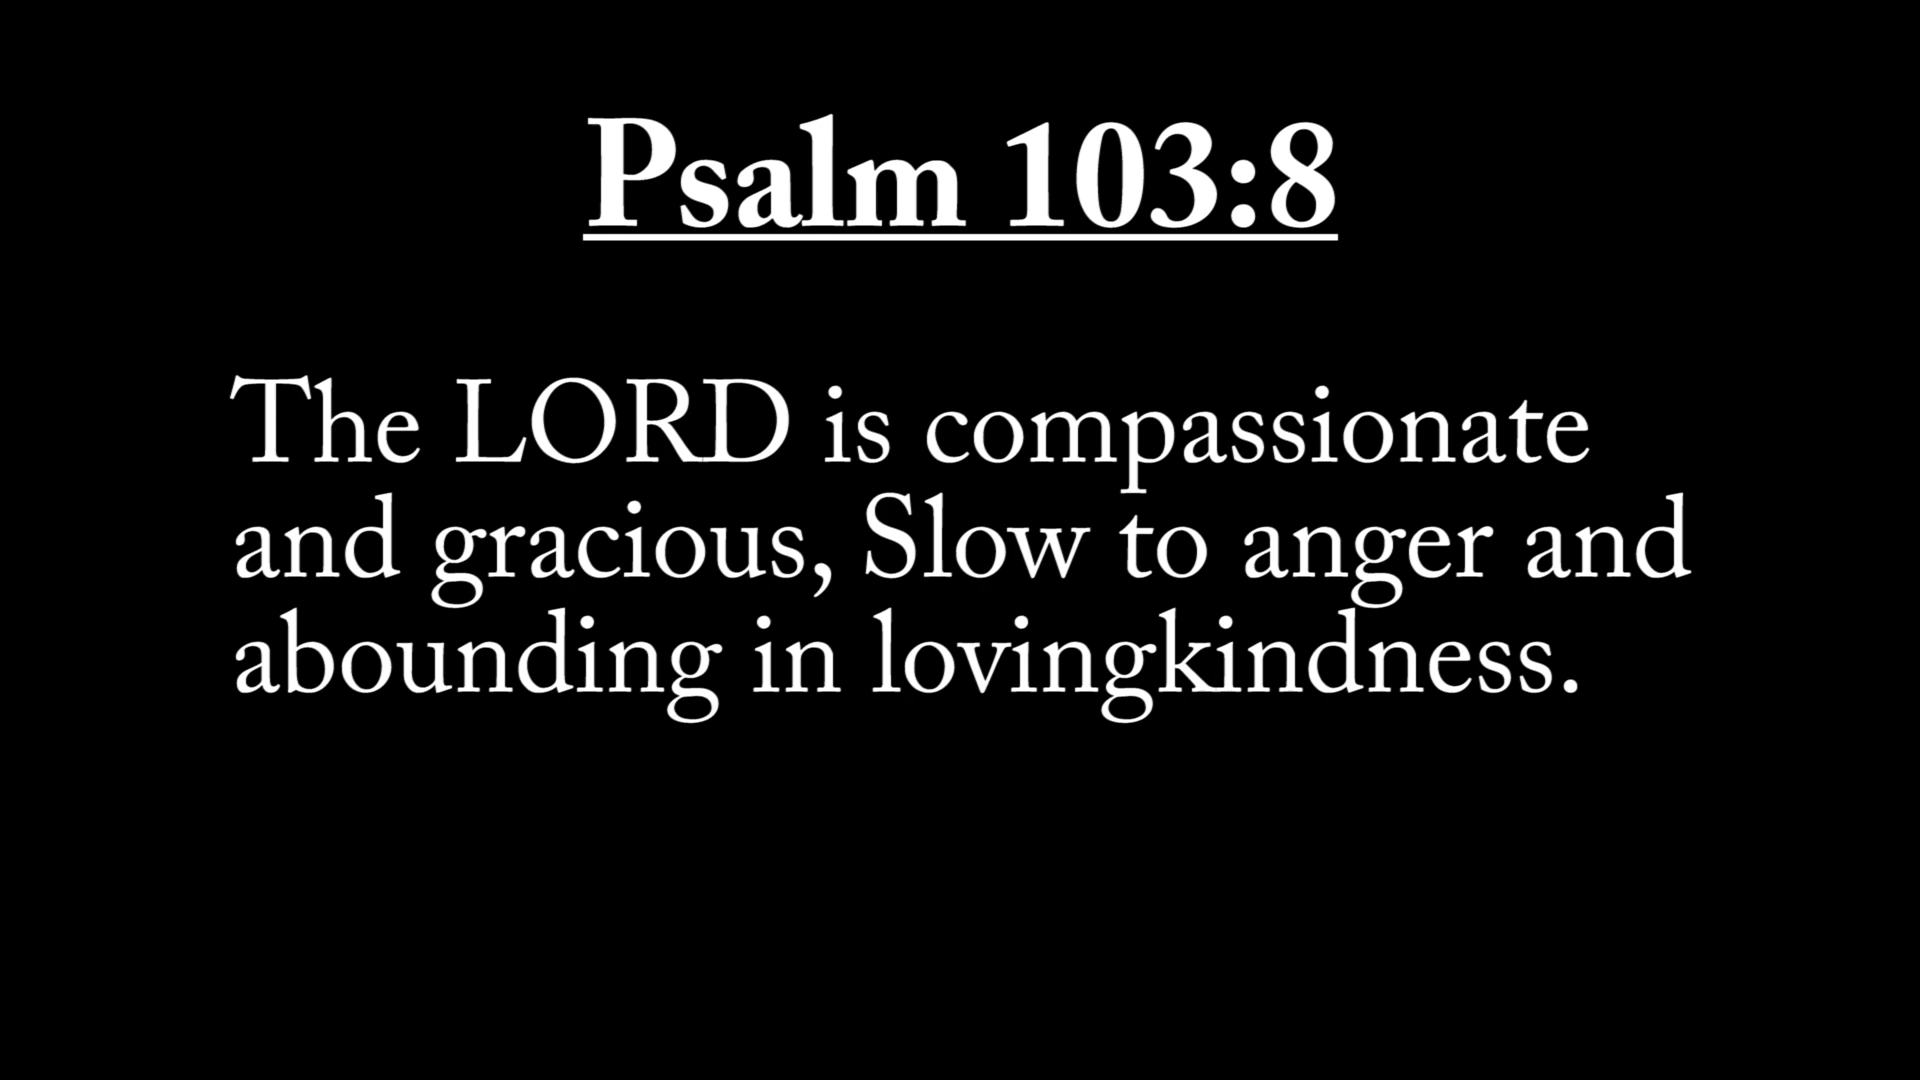 Psalm 103:8
The LORD is compassionate
and gracious, Slow to anger and
abounding in lovingkindness.